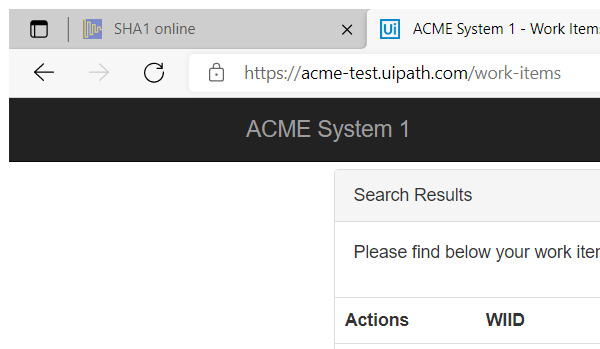 SHA1 online
Ui ACME System 1 - Work Items
https://acme-test.uipath.com/work-items
ACME System 1
Search Results
Please find below your work iter
Actions WIID